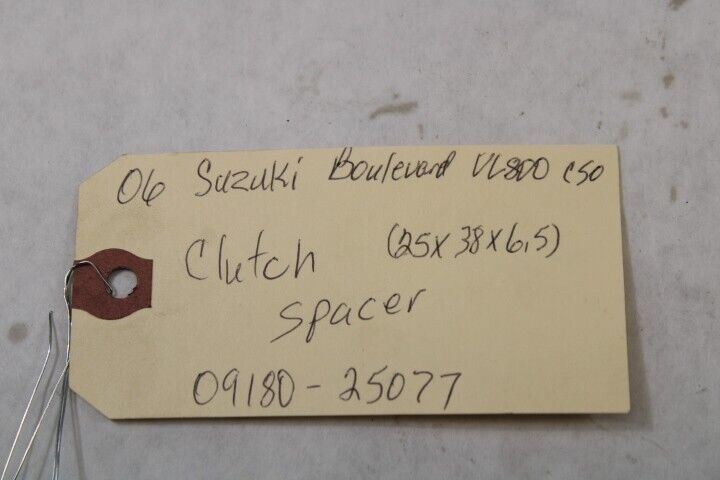 06 Suzuki Boulevard VL800 C50
Clutch (25x38x6.5)
Spacer
09180-25077